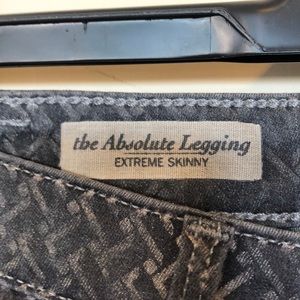 the Absolute Legging
EXTREME SKINNY